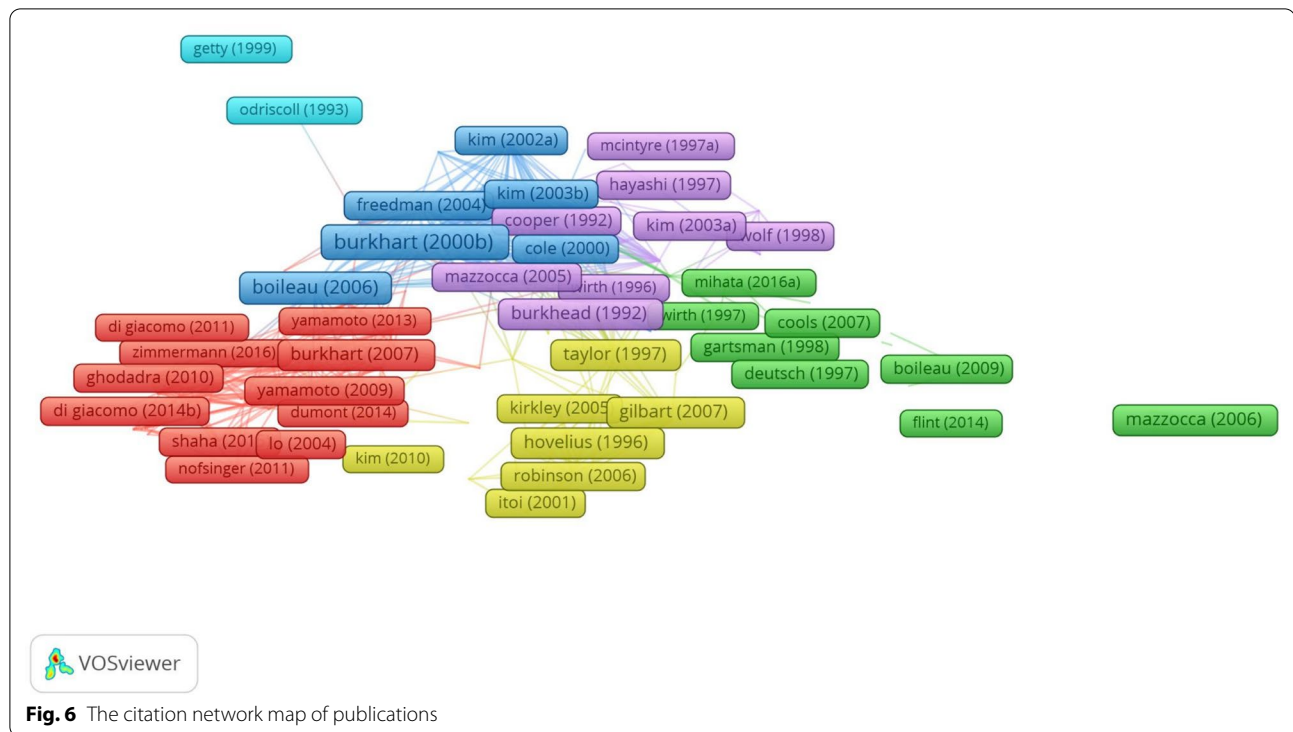 getty (1999)
odriscoll (1993)
kim (2002a)
mcintyre (1997a)
hayashi (1997)
kim (2003b)
freedman (2004)
cooper (1992)
kim (2003a)
wolf (1998)
burkhart (2000b)
cole (2000)
mazzocca (2005)
boileau (2006)
wirth (1996)
mihata (2016a)
burkhead (1992)
wirth (1997)
cools (2007)
di giacomo (2011)
yamamoto (2013)
zimmermann (2016)
burkhart (2007)
taylor (1997)
gartsman (1998)
deutsch (1997)
boileau (2009)
ghodadra (2010)
yamamoto (2009)
di giacomo (2014b)
dumont (2014)
kirkley (2005
gilbart (2007)
flint (2014)
mazzocca (2006)
shaha (201
lo (2004)
hovelius (1996)
kim (2010)
nofsinger (2011)
robinson (2006)
itoi (2001)
VOSviewer
Fig. 6 The citation network map of publications